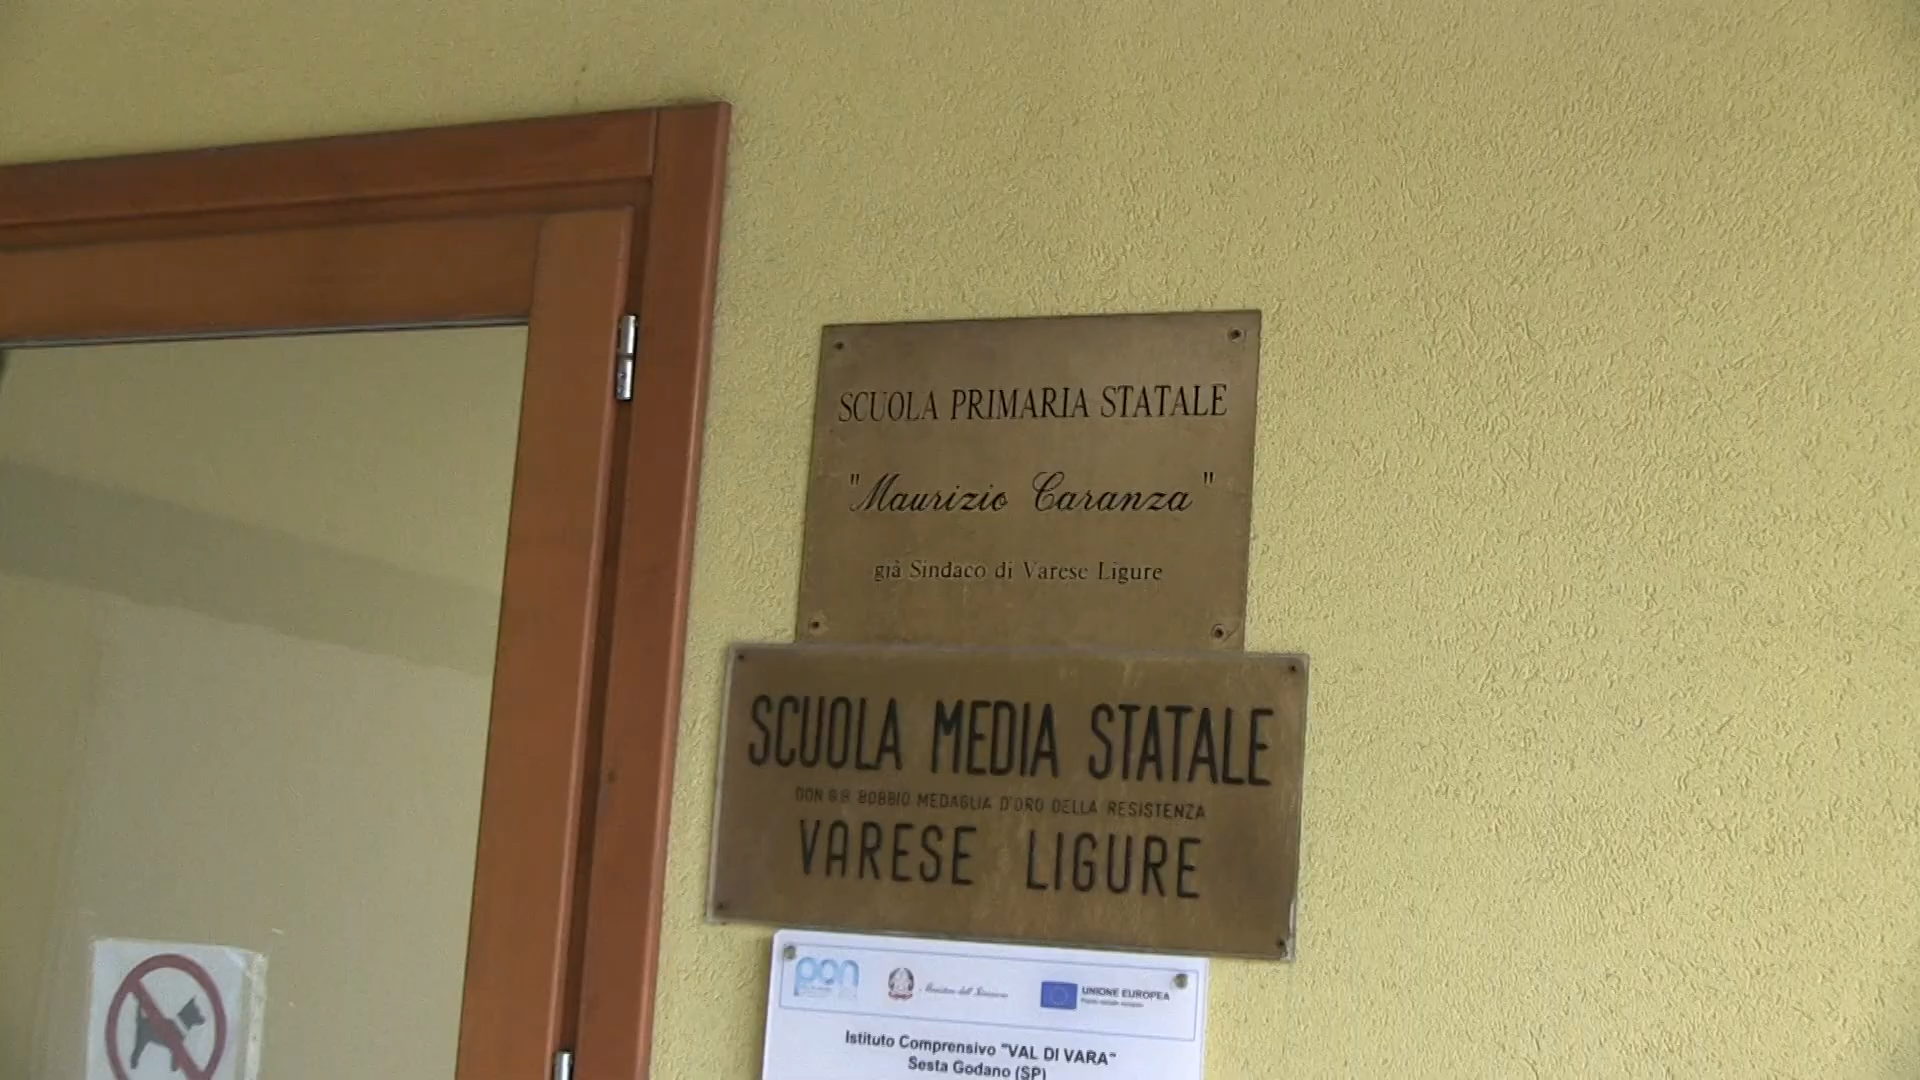 SCUOLA PRIMARIA STATALE
"Maurizio Caranza"
già Sindaco di Varese Ligure
SCUOLA MEDIA STATALE
DON G.B. BOBBIO MEDAGLIA D'ORO DELLA RESISTENZA
VARESE LIGURE
pon
UNIONE EUROPEA
Istituto Comprensivo "VAL DI VARA"
Sesta Godano (SP)